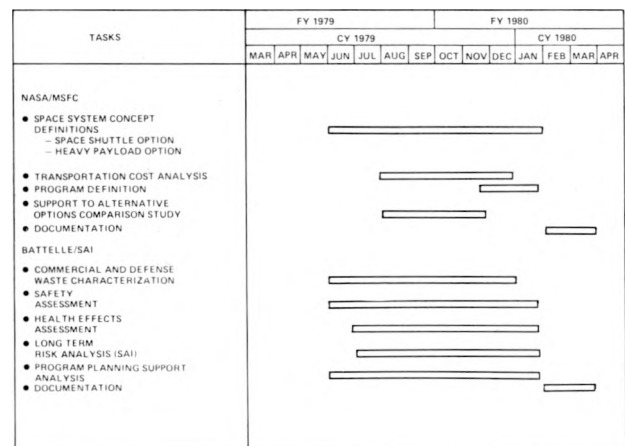 TASKS
FY 1979 FY 1980
CY 1979 CY 1980
MAR APR MAY JUN JUL AUG SEP OCT NOV DEC JAN FEB MAR APR
NASA/MSFC
● SPACE SYSTEM CONCEPT
DEFINITIONS
– SPACE SHUTTLE OPTION
– HEAVY PAYLOAD OPTION
● TRANSPORTATION COST ANALYSIS
● PROGRAM DEFINITION
● SUPPORT TO ALTERNATIVE
OPTIONS COMPARISON STUDY
● DOCUMENTATION
BATTELLE/SAI
● COMMERCIAL AND DEFENSE
WASTE CHARACTERIZATION
● SAFETY
ASSESSMENT
● HEALTH EFFECTS
ASSESSMENT
● LONG TERM
RISK ANALYSIS (SAI)
● PROGRAM PLANNING SUPPORT
ANALYSIS
● DOCUMENTATION